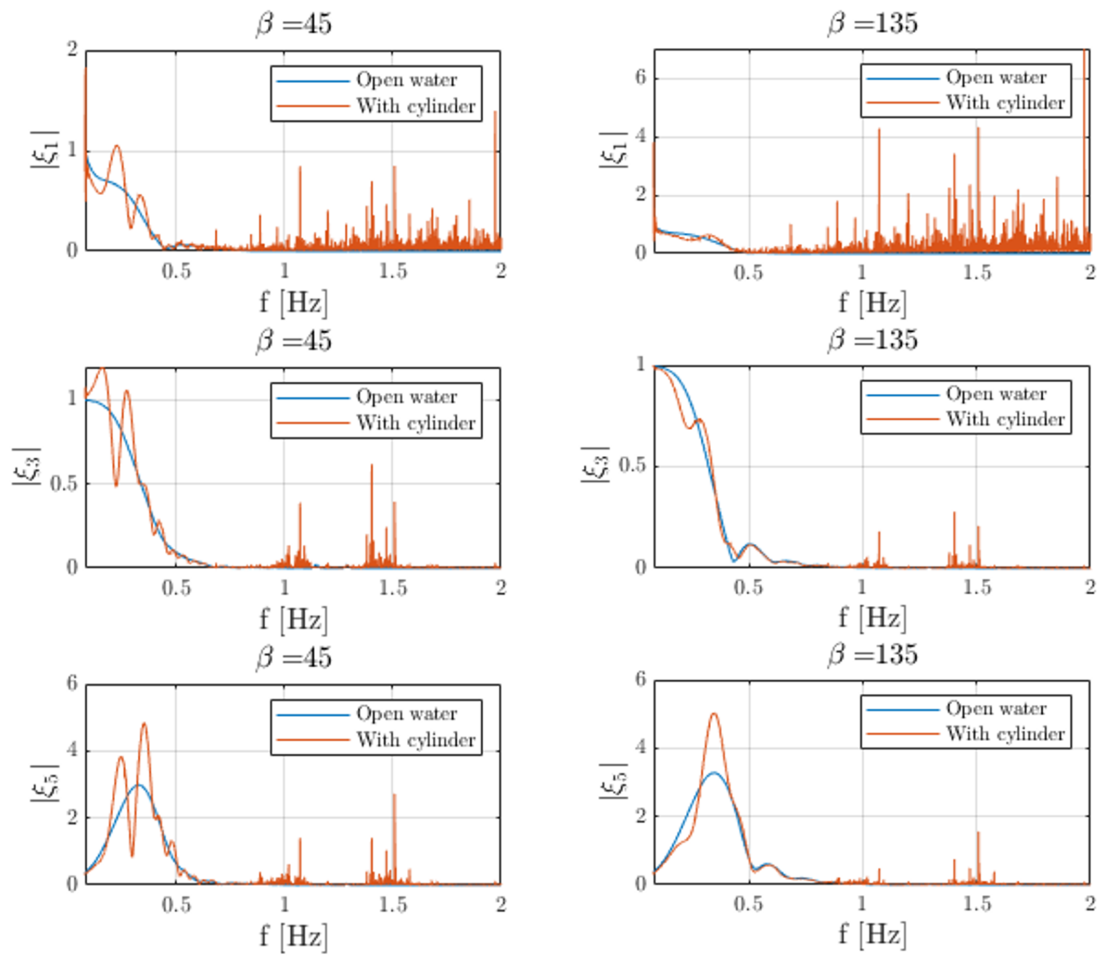 β =45
2
1
0
|ξ₁|
Open water
With cylinder
0.5 1 1.5 2
f [Hz]
β =135
6
4
2
0
|ξ₁|
Open water
With cylinder
0.5 1 1.5 2
f [Hz]
β =45
1
0.5
0
|ξ₃|
Open water
With cylinder
0.5 1 1.5 2
f [Hz]
β =135
1
0.5
0
|ξ₃|
Open water
With cylinder
0.5 1 1.5 2
f [Hz]
β =45
6
4
2
0
|ξ₅|
Open water
With cylinder
0.5 1 1.5 2
f [Hz]
β =135
6
4
2
0
|ξ₅|
Open water
With cylinder
0.5 1 1.5 2
f [Hz]